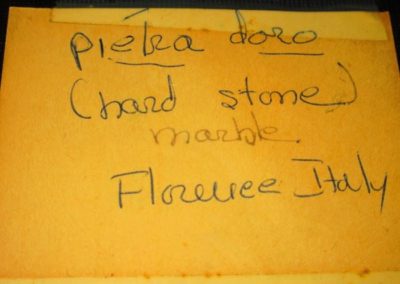 pietra doro
(hard stone)
marble.
Florence Italy